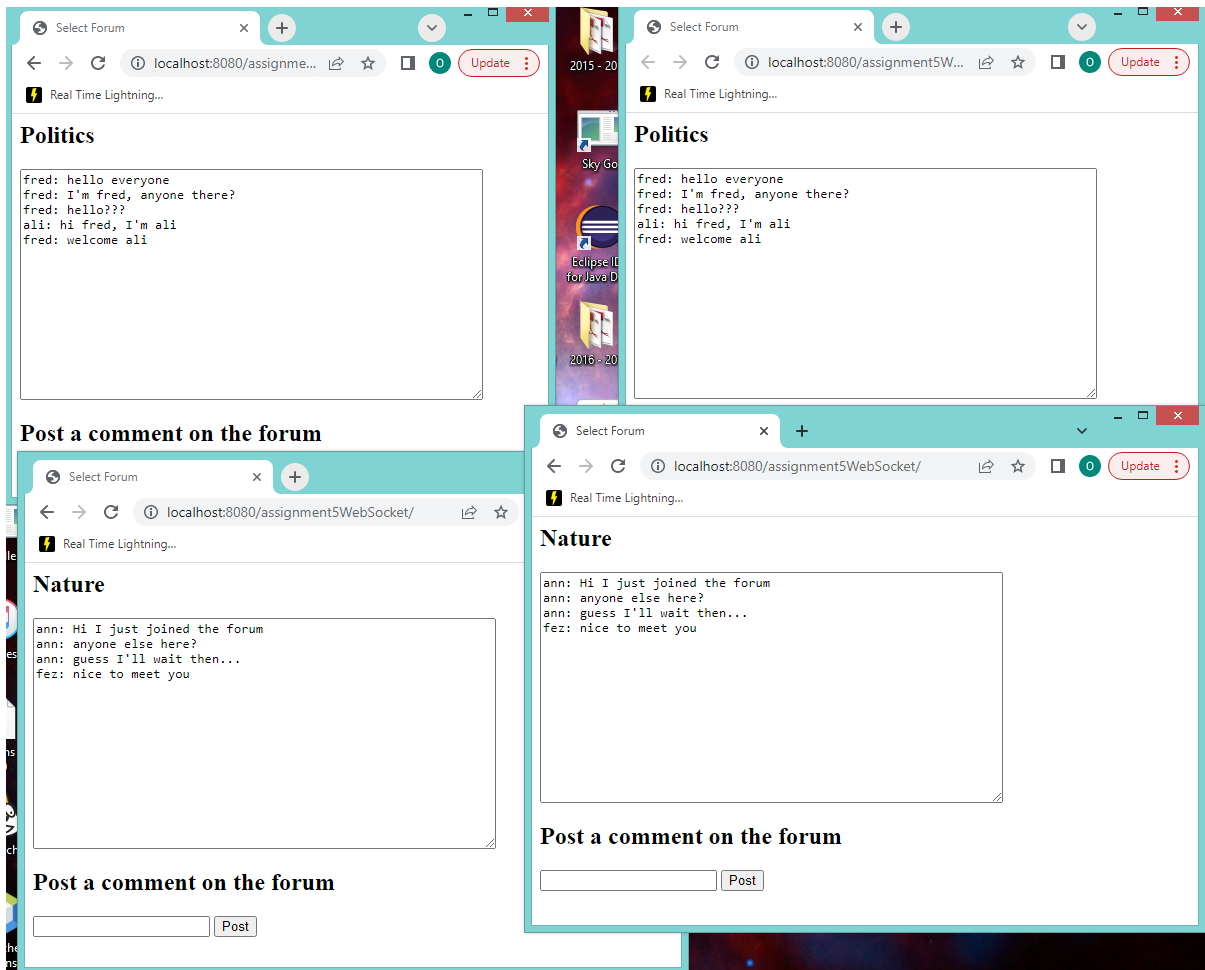 Select Forum
localhost:8080/assignme...
O
Update
Real Time Lightning...
Politics
fred: hello everyone
fred: I'm fred, anyone there?
fred: hello???
ali: hi fred, I'm ali
fred: welcome ali
Post a comment on the forum
2015 - 20
Sky Go
Eclipse ID
for Java D
2016 - 20
Select Forum
localhost:8080/assignment5W...
O
Update
Real Time Lightning...
Politics
fred: hello everyone
fred: I'm fred, anyone there?
fred: hello???
ali: hi fred, I'm ali
fred: welcome ali
Select Forum
localhost:8080/assignment5WebSocket/
Real Time Lightning...
Nature
ann: Hi I just joined the forum
ann: anyone else here?
ann: guess I'll wait then...
fez: nice to meet you
Post a comment on the forum
Post
Select Forum
localhost:8080/assignment5WebSocket/
O
Update
Real Time Lightning...
Nature
ann: Hi I just joined the forum
ann: anyone else here?
ann: guess I'll wait then...
fez: nice to meet you
Post a comment on the forum
Post